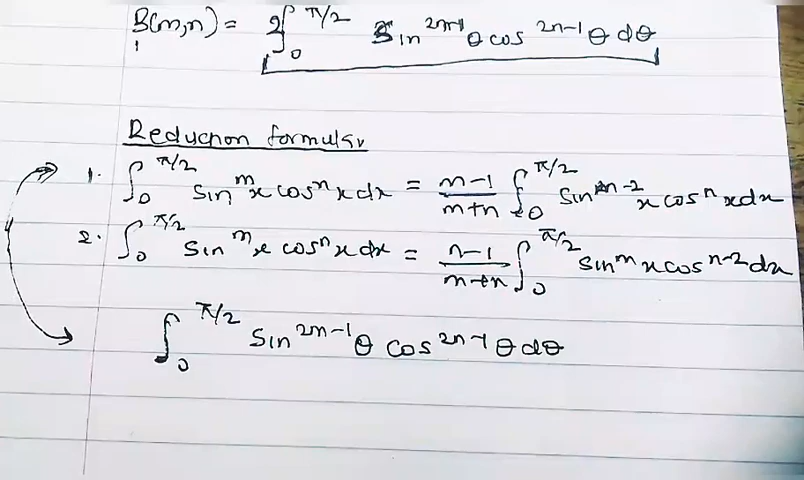 B(m,n) = 2∫₀^π/2 Sin^2m-1 θ cos^2n-1 θ dθ
Reduction formula
1. ∫₀^π/2 sin^m x cos^n x dx = m-1/m+n ∫₀^π/2 sin^m-2 x cos^n x dx
2. ∫₀^π/2 sin^m x cos^n x dx = n-1/m+n ∫₀^π/2 sin^m x cos^n-2 dx
∫₀^π/2 sin^2m-1 θ cos^2n-1 θ dθ